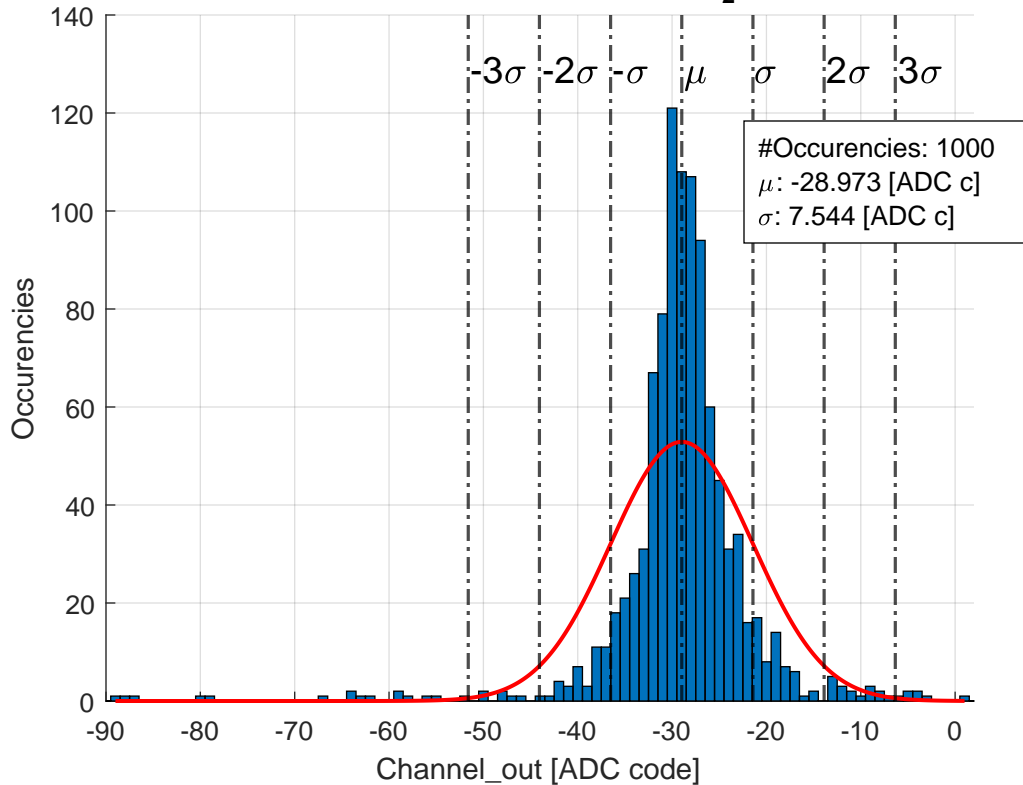 140
120
100
80
60
40
20
0
-90 -80 -70 -60 -50 -40 -30 -20 -10 0
Occurencies
Channel_out [ADC code]
-3σ -2σ -σ μ σ 2σ 3σ
#Occurencies: 1000
μ: -28.973 [ADC c]
σ: 7.544 [ADC c]